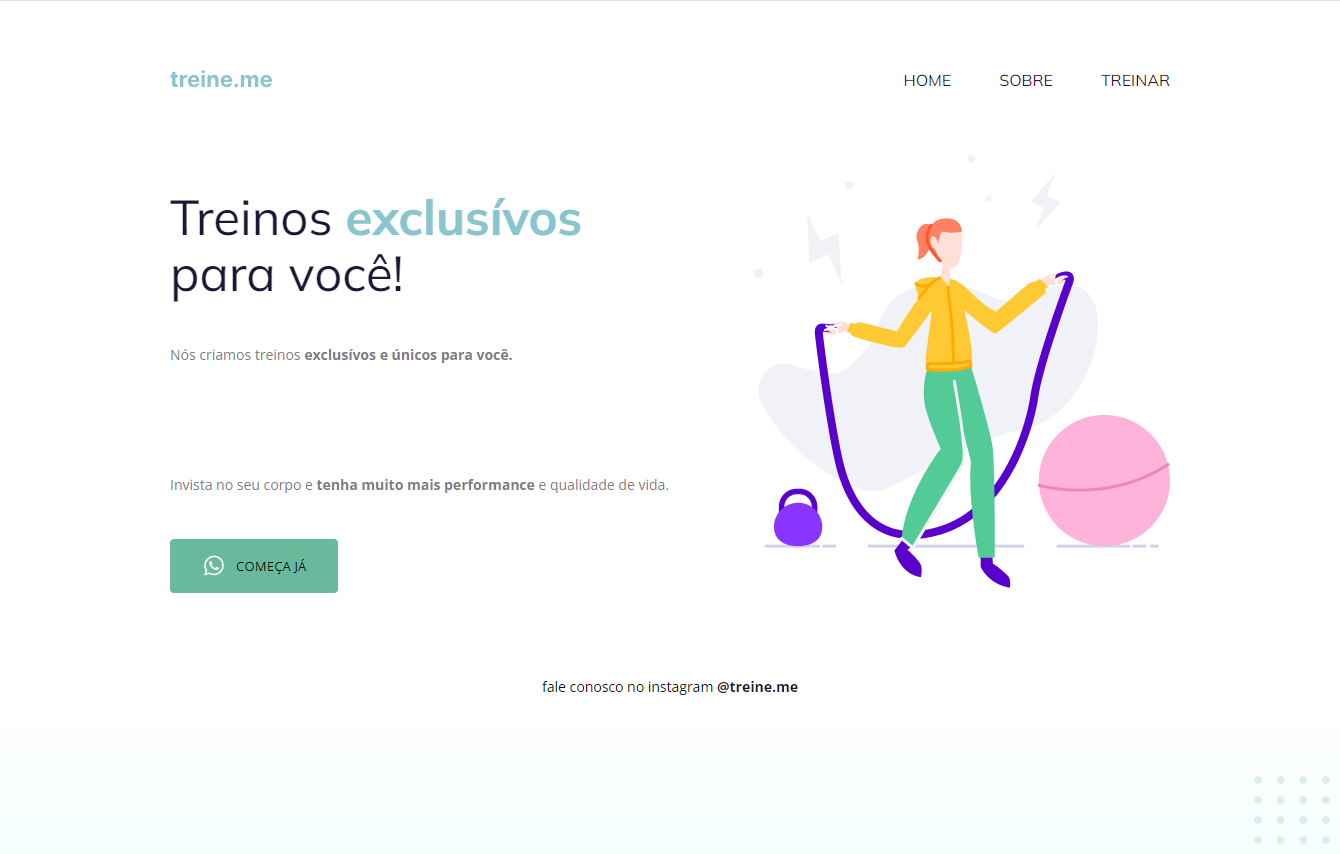 treine.me
HOME SOBRE TREINAR
Treinos exclusívos
para você!
Nós criamos treinos exclusívos e únicos para você.
Invista no seu corpo e tenha muito mais performance e qualidade de vida.
COMEÇA JÁ
fale conosco no instagram @treine.me